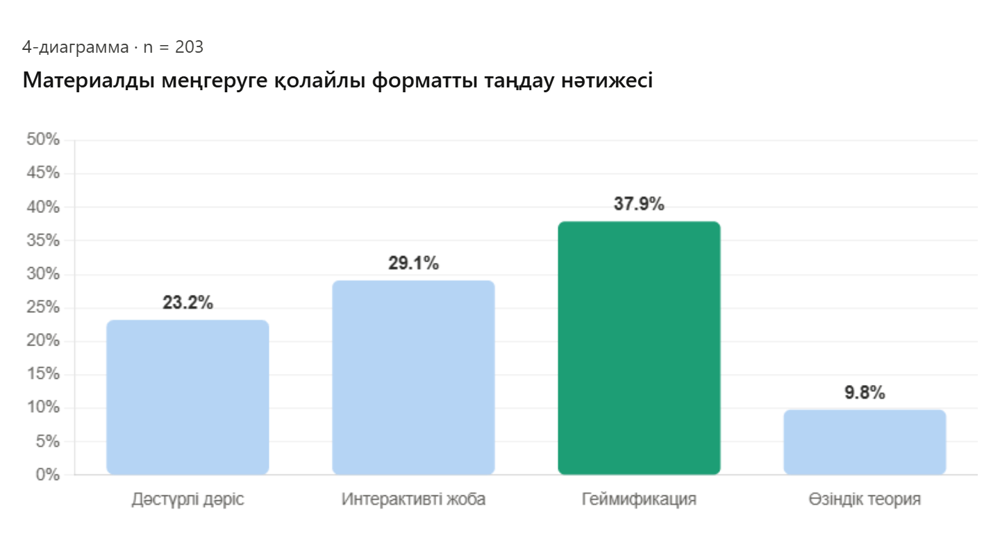 4-диаграмма · n = 203
Материалды меңгеруге қолайлы форматты таңдау нәтижесі
50%
45%
40%
35%
30%
25%
20%
15%
10%
5%
0%
23.2%
29.1%
37.9%
9.8%
Дәстүрлі дәріс
Интерактивті жоба
Геймификация
Өзіндік теория